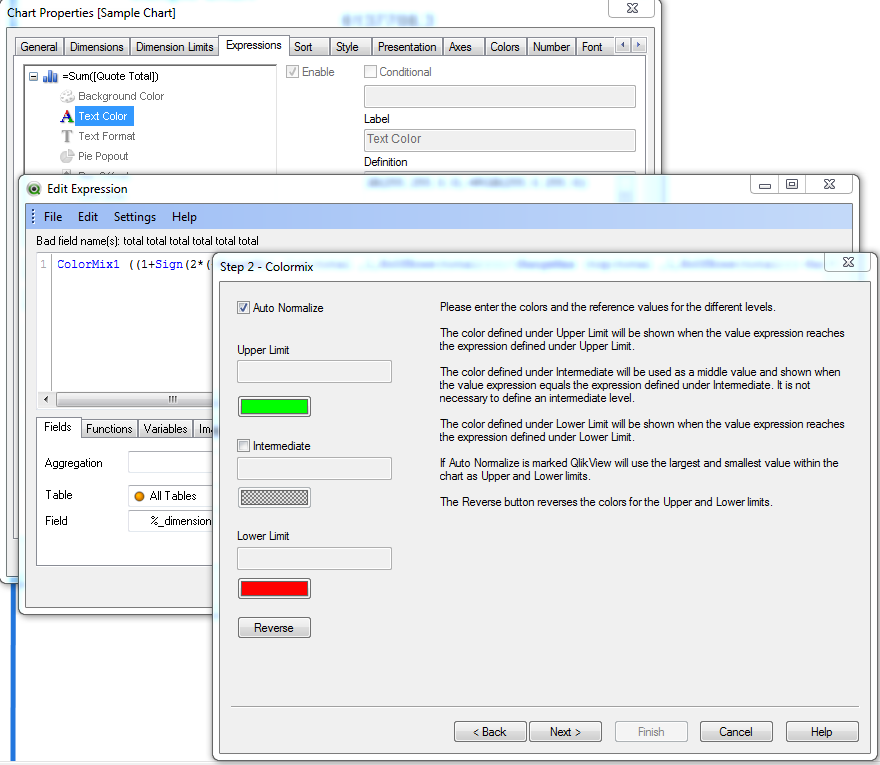 Chart Properties [Sample Chart]
General
Dimensions
Dimension Limits
Expressions
Sort
Style
Presentation
Axes
Colors
Number
Font
=Sum([Quote Total])
Background Color
Text Color
Text Format
Pie Popout
Enable
Conditional
Label
Text Color
Definition
Edit Expression
File Edit Settings Help
Bad field name(s): total total total total total total
1 ColorMix1 ((1+Sign(2*(
Fields
Functions
Variables
Aggregation
Table
All Tables
Field
%_dimension
Step 2 - Colormix
Auto Normalize
Upper Limit
Intermediate
Lower Limit
Reverse
Please enter the colors and the reference values for the different levels.
The color defined under Upper Limit will be shown when the value expression reaches
the expression defined under Upper Limit.
The color defined under Intermediate will be used as a middle value and shown when
the value expression equals the expression defined under Intermediate. It is not
necessary to define an intermediate level.
The color defined under Lower Limit will be shown when the value expression reaches
the expression defined under Lower Limit.
If Auto Normalize is marked QlikView will use the largest and smallest value within the
chart as Upper and Lower limits.
The Reverse button reverses the colors for the Upper and Lower limits.
< Back
Next >
Finish
Cancel
Help